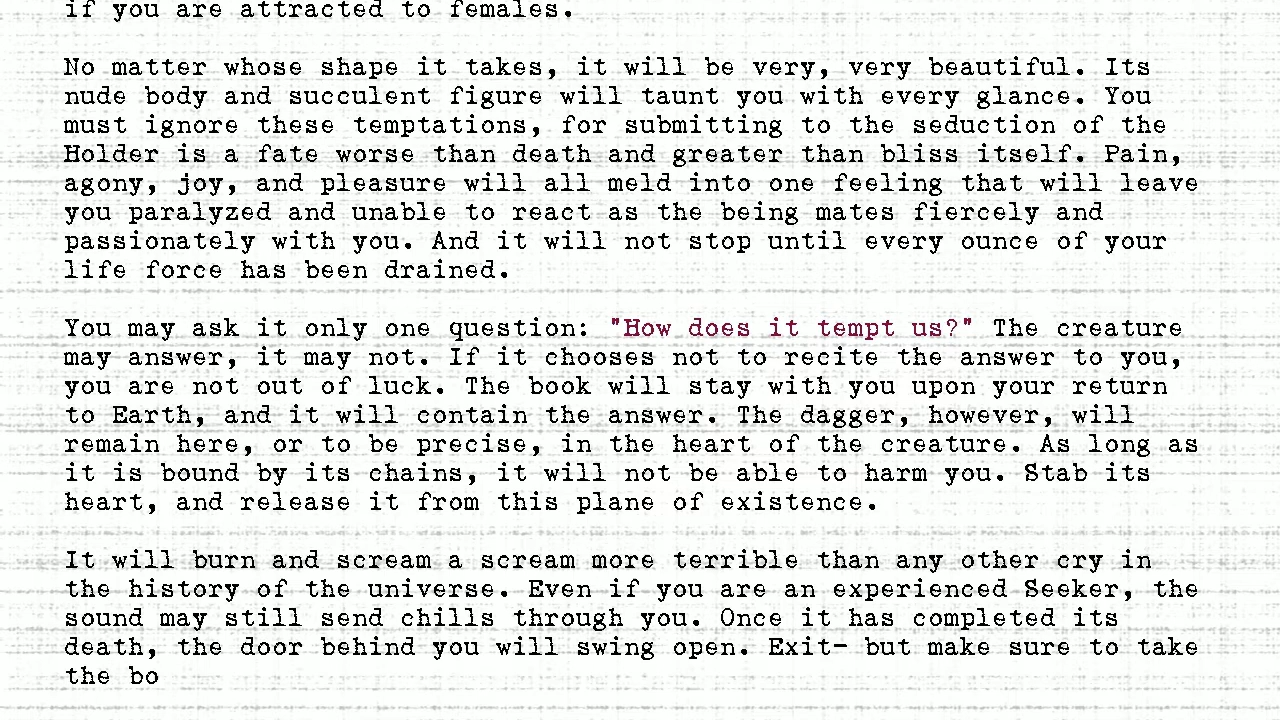 if you are attracted to females.
No matter whose shape it takes, it will be very, very beautiful. Its
nude body and succulent figure will taunt you with every glance. You
must ignore these temptations, for submitting to the seduction of the
Holder is a fate worse than death and greater than bliss itself. Pain,
agony, joy, and pleasure will all meld into one feeling that will leave
you paralyzed and unable to react as the being mates fiercely and
passionately with you. And it will not stop until every ounce of your
life force has been drained.
You may ask it only one question: "How does it tempt us?" The creature
may answer, it may not. If it chooses not to recite the answer to you,
you are not out of luck. The book will stay with you upon your return
to Earth, and it will contain the answer. The dagger, however, will
remain here, or to be precise, in the heart of the creature. As long as
it is bound by its chains, it will not be able to harm you. Stab its
heart, and release it from this plane of existence.
It will burn and scream a scream more terrible than any other cry in
the history of the universe. Even if you are an experienced Seeker, the
sound may still send chills through you. Once it has completed its
death, the door behind you will swing open. Exit- but make sure to take
the bo